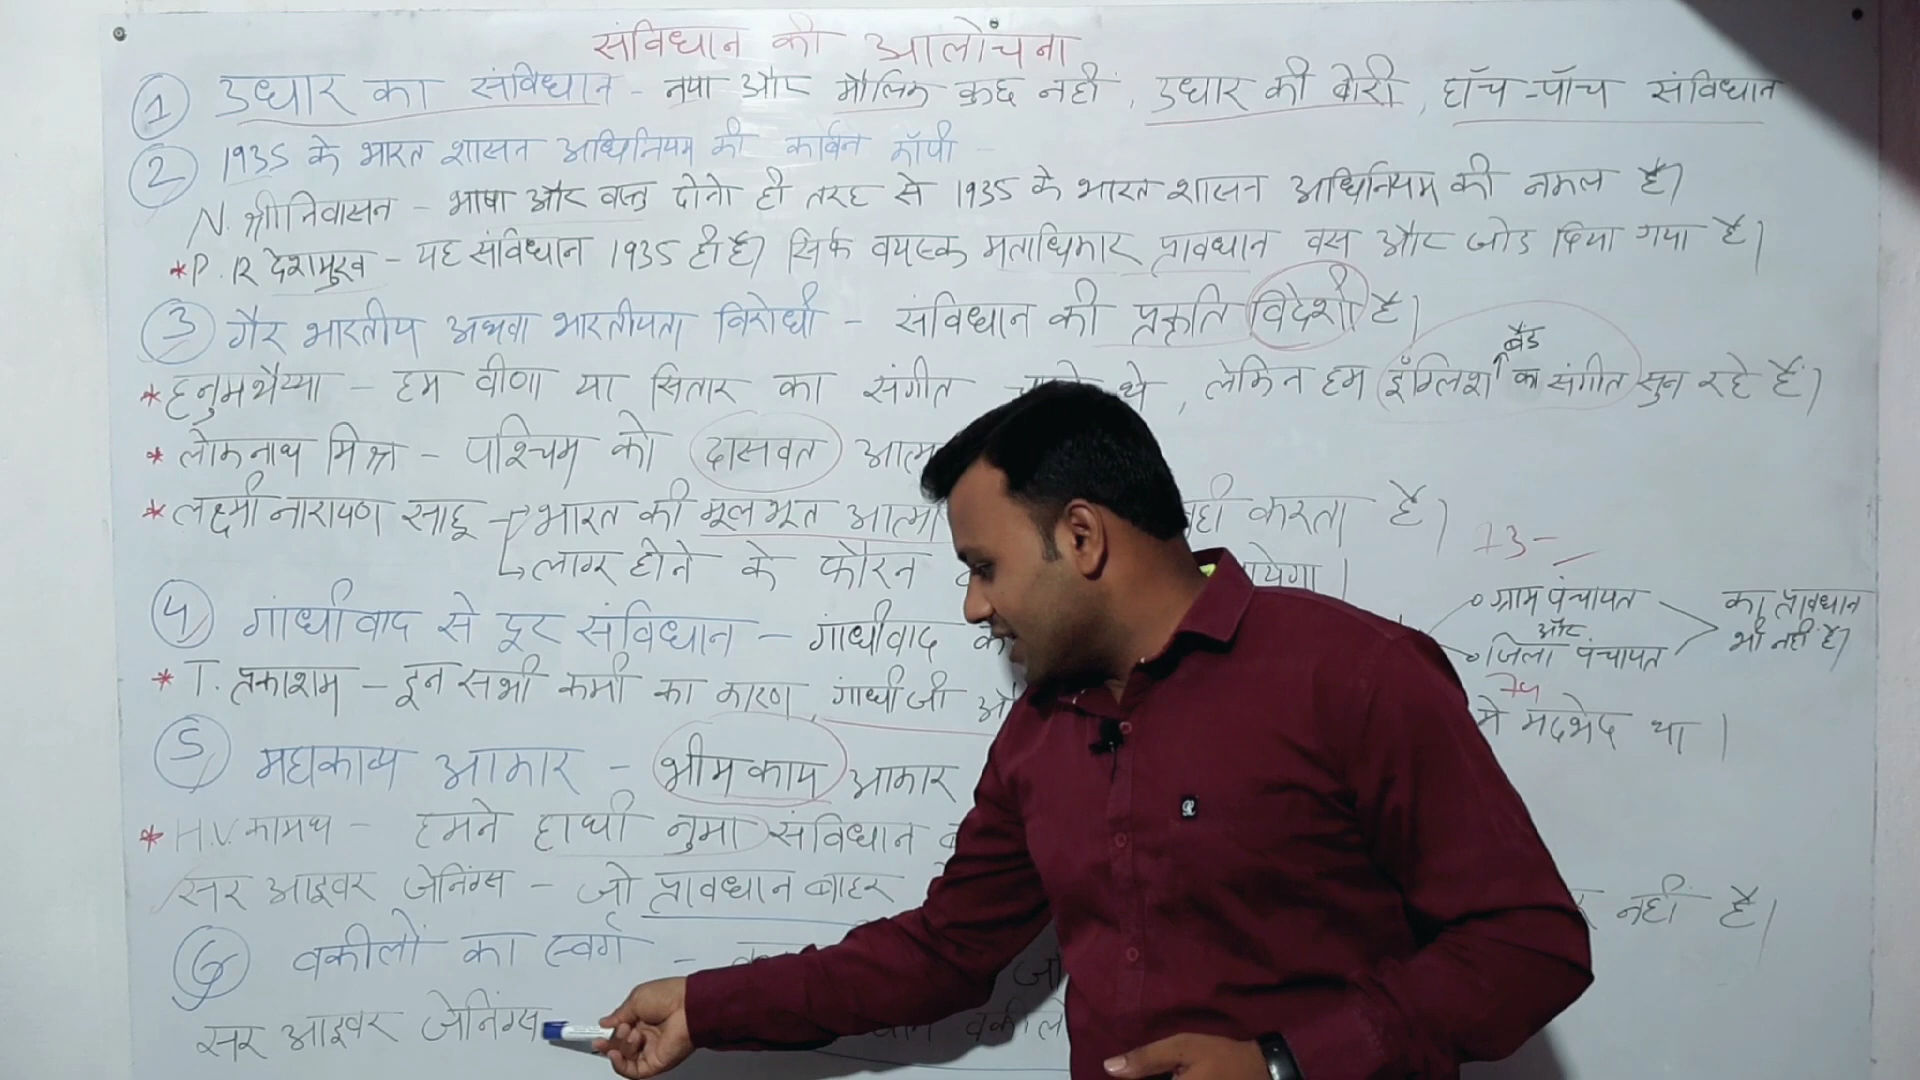 संविधान की आलोंचना
① उधार का संविधान - नया और मौलिक कुछ नहीं, उधार की बोरी, हॉच-पॉच संविधान
② 1935 के भारत शासन अधिनियम की कार्बन कॉपी -
N. श्रीनिवासन - भाषा और वस्तु दोनो ही तरह से 1935 के भारत शासन अधिनियम की नकल है।
*P. R देशमुख - यह संविधान 1935 ही है। सिर्फ वयस्क मताधिकार प्रावधान बस और जोड दिया गया है।
③ गैर भारतीय अथवा भारतीयता विरोधी - संविधान की प्रकृति विदेशी है।
* हनुमथैय्या - हम वीणा या सितार का संगीत थे, लेकिन हम इंग्लिश बैंड का संगीत सुन रहे हैं।
* लोकनाथ मिश्र - पश्चिम को दासवत
* लक्ष्मी नारायण साहू - भारत की मूलभूत आत्मा नही करता है।
लागू होने के फौरन
73-
④ गांधीवाद से दूर संविधान - गांधीवाद
ग्राम पंचायत
और
जिला पंचायत
का प्रावधान
भी नही है।
* T. प्रकाशम - इन सभी कमी का कारण, गांधी जी
74
में मदभेद था।
5 महाकाव्य आकार - भीमकाय आकार
* H.V. कामथ - हमने हाथी नुमा संविधान
सर आइवर जेनिंग्स - जो प्रावधान बाहर नहीं है।
⑥ वकीलों का स्वर्ग -
सर आइवर जेनिंग्स